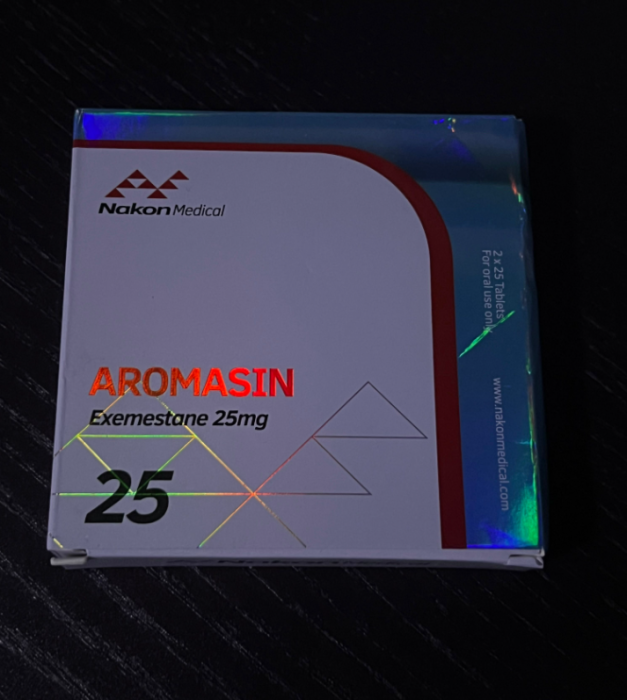 Nakon Medical
AROMASIN
Exemestane 25mg
25
2 x 25 Tablets
For oral use only
www.nakonmedical.com